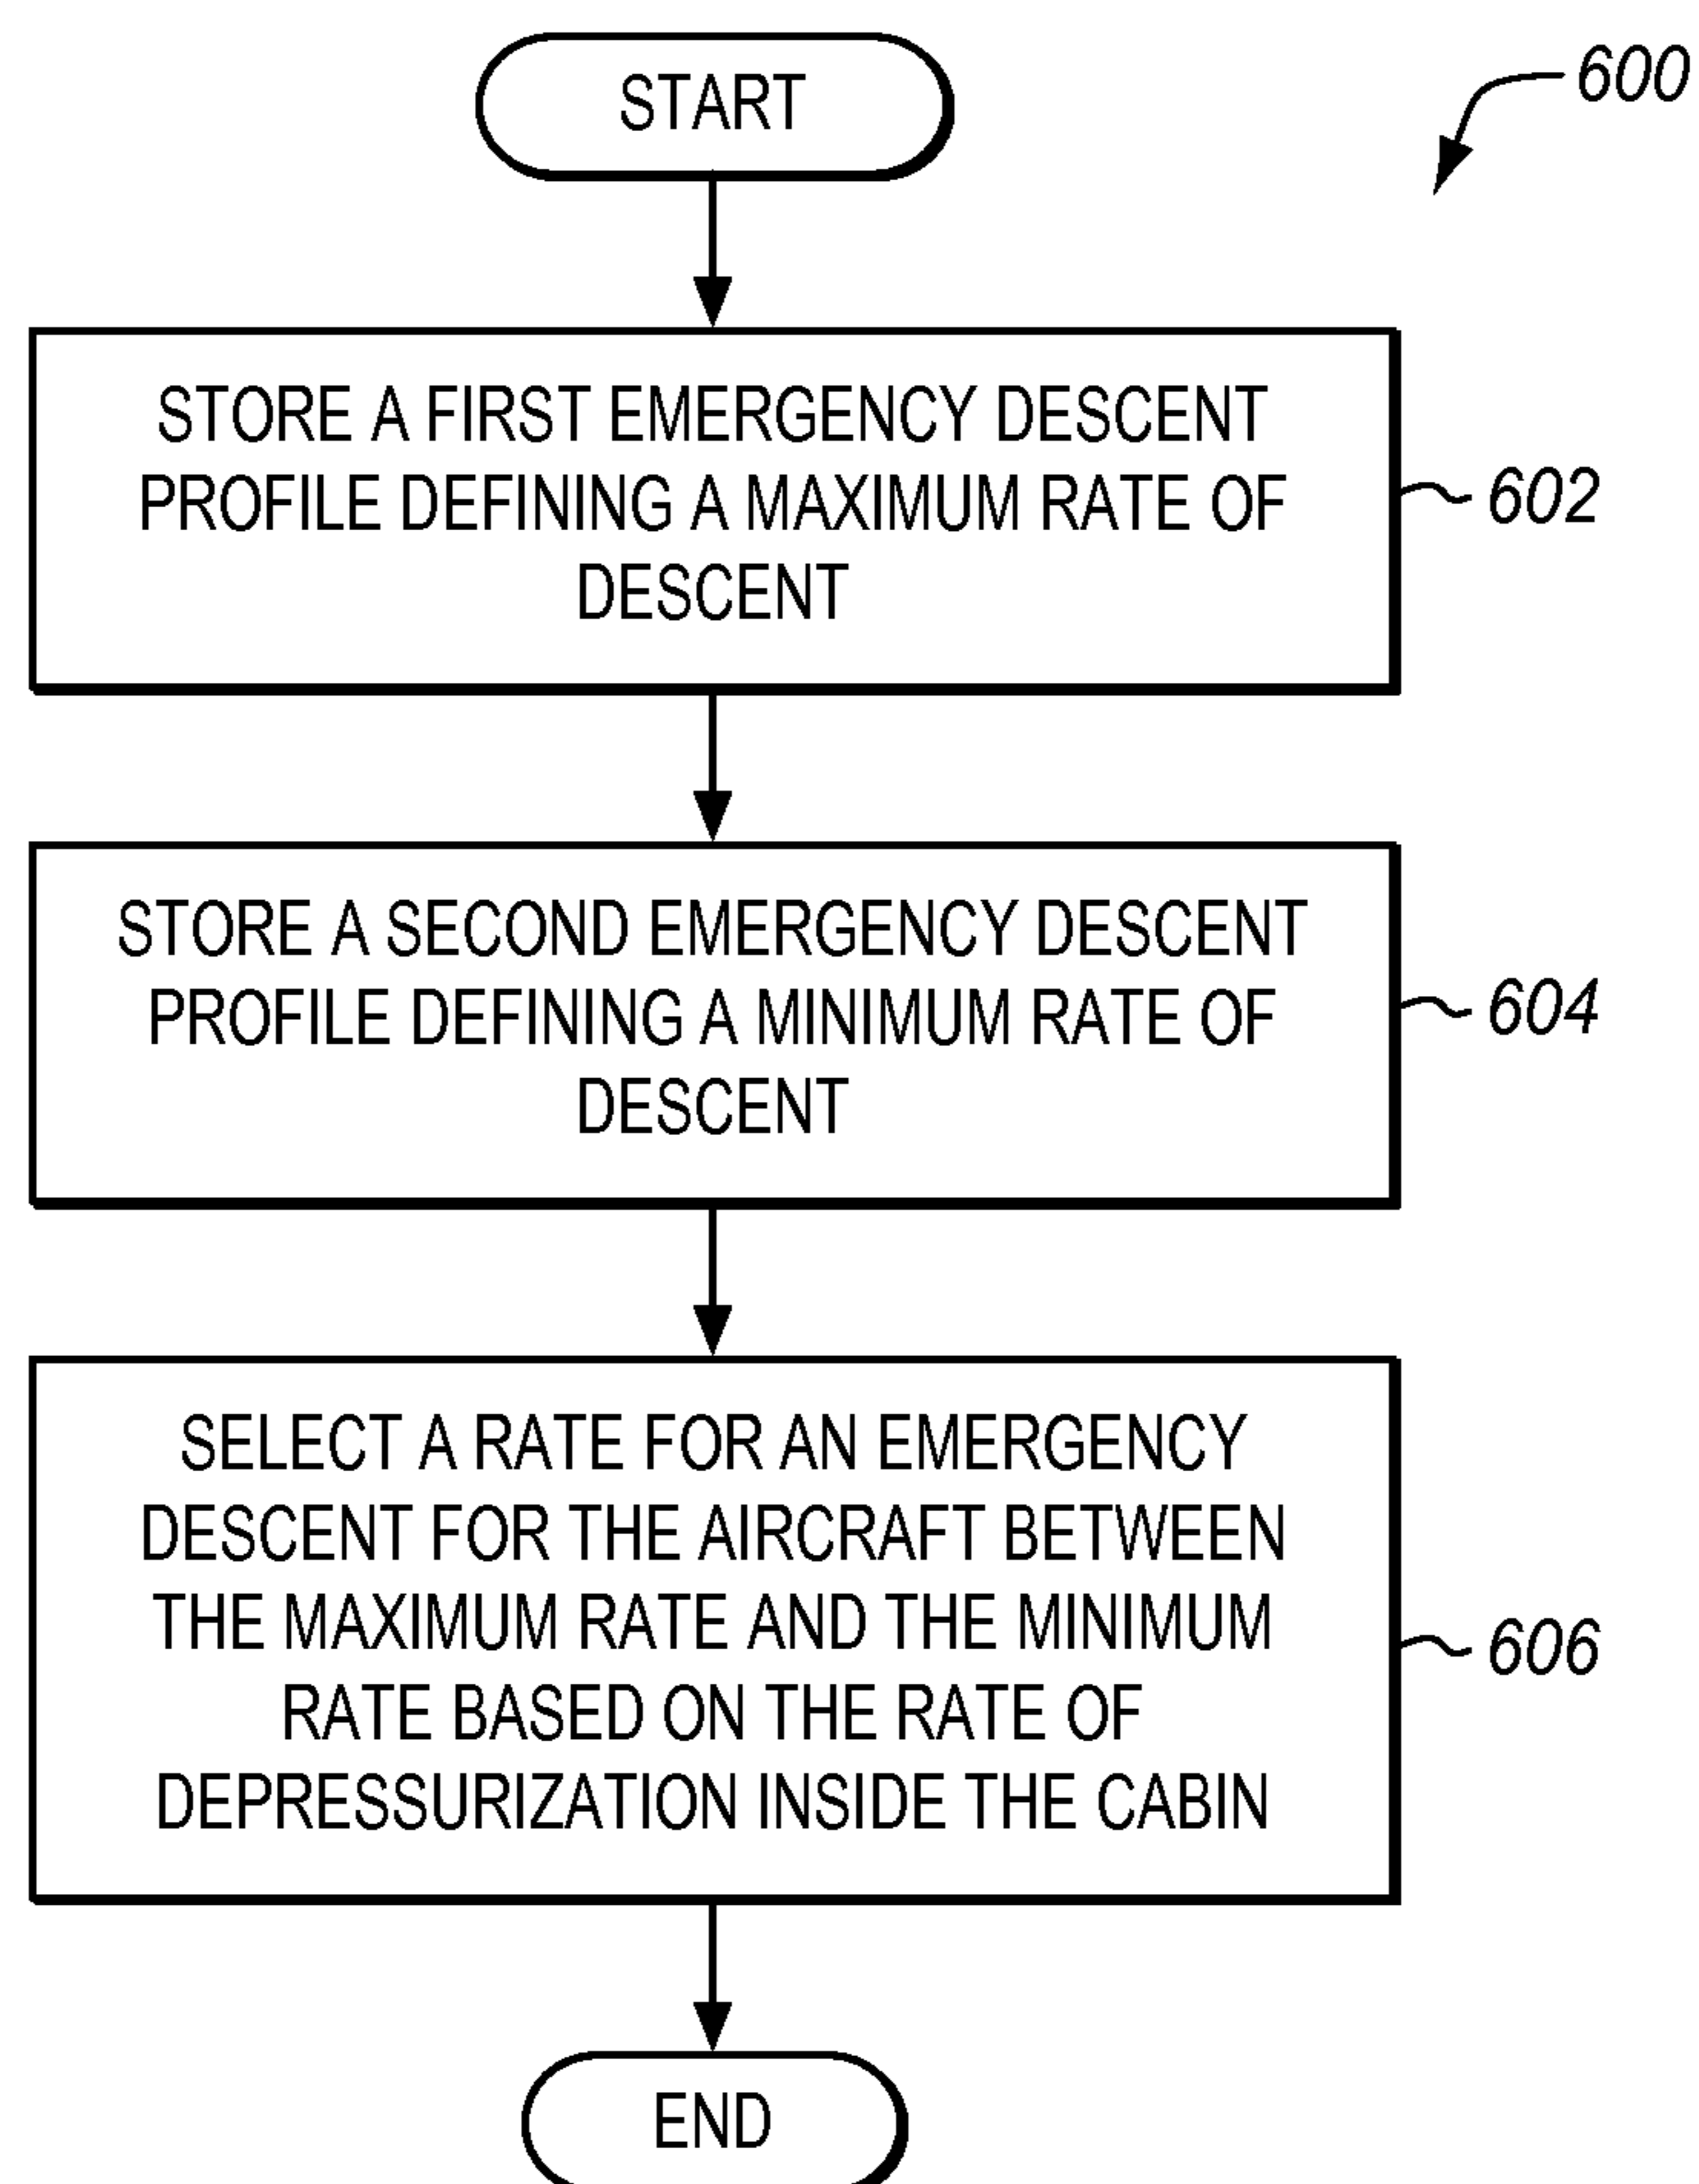 START
600
STORE A FIRST EMERGENCY DESCENT
PROFILE DEFINING A MAXIMUM RATE OF
DESCENT
602
STORE A SECOND EMERGENCY DESCENT
PROFILE DEFINING A MINIMUM RATE OF
DESCENT
604
SELECT A RATE FOR AN EMERGENCY
DESCENT FOR THE AIRCRAFT BETWEEN
THE MAXIMUM RATE AND THE MINIMUM
RATE BASED ON THE RATE OF
DEPRESSURIZATION INSIDE THE CABIN
606
END